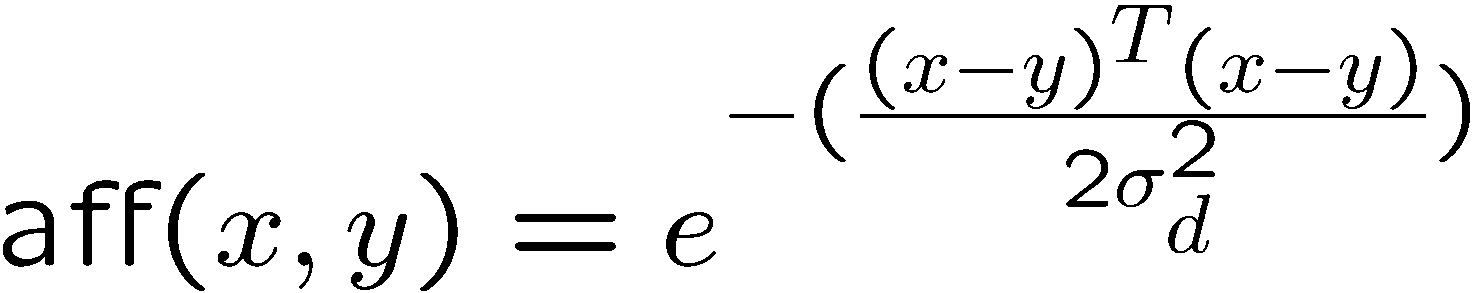 aff(x, y) = e^{-(\frac{(x-y)^T(x-y)}{2\sigma_d^2})}